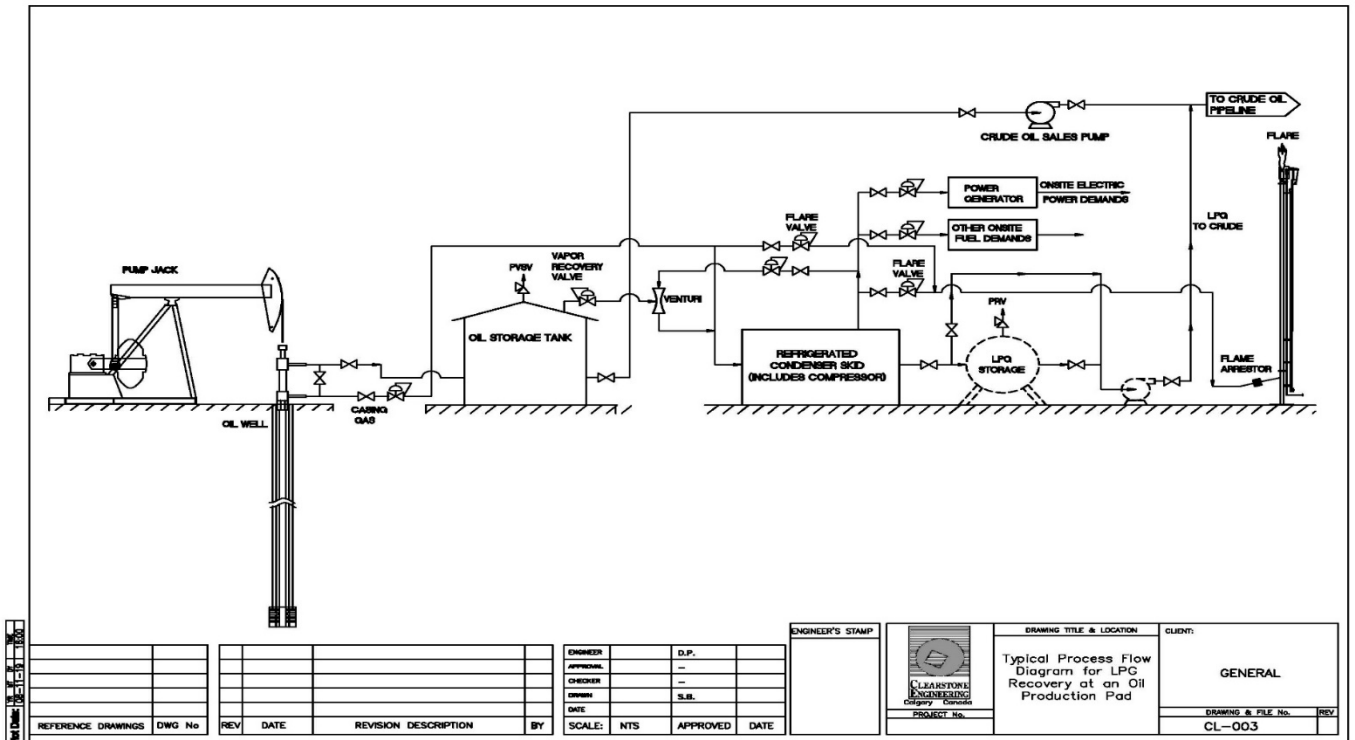 TO CRUDE OIL
PIPELINE
CRUDE OIL SALES PUMP
FLARE
POWER
GENERATOR
ONSITE ELECTRIC
POWER DEMANDS
FLARE
VALVE
OTHER ONSITE
FUEL DEMANDS
LPG
TO CRUDE
PUMP JACK
PVSV
VAPOR
RECOVERY
VALVE
FLARE
VALVE
VENTURI
PRV
OIL STORAGE TANK
REFRIGERATED
CONDENSER SKID
(INCLUDES COMPRESSOR)
LPG
STORAGE
FLAME
ARRESTOR
CASING
GAS
OIL WELL
REFERENCE DRAWINGS
DWG No
REV
DATE
REVISION DESCRIPTION
BY
ENGINEER
D.P.
APPROVAL
–
CHECKER
–
DRAWN
S.B.
DATE
SCALE:
NTS
APPROVED
DATE
ENGINEER'S STAMP
CLEARSTONE
ENGINEERING
Calgary Canada
PROJECT No.
DRAWING TITLE & LOCATION
Typical Process Flow
Diagram for LPG
Recovery at an Oil
Production Pad
CLIENT:
GENERAL
DRAWING & FILE No.
REV
CL–003